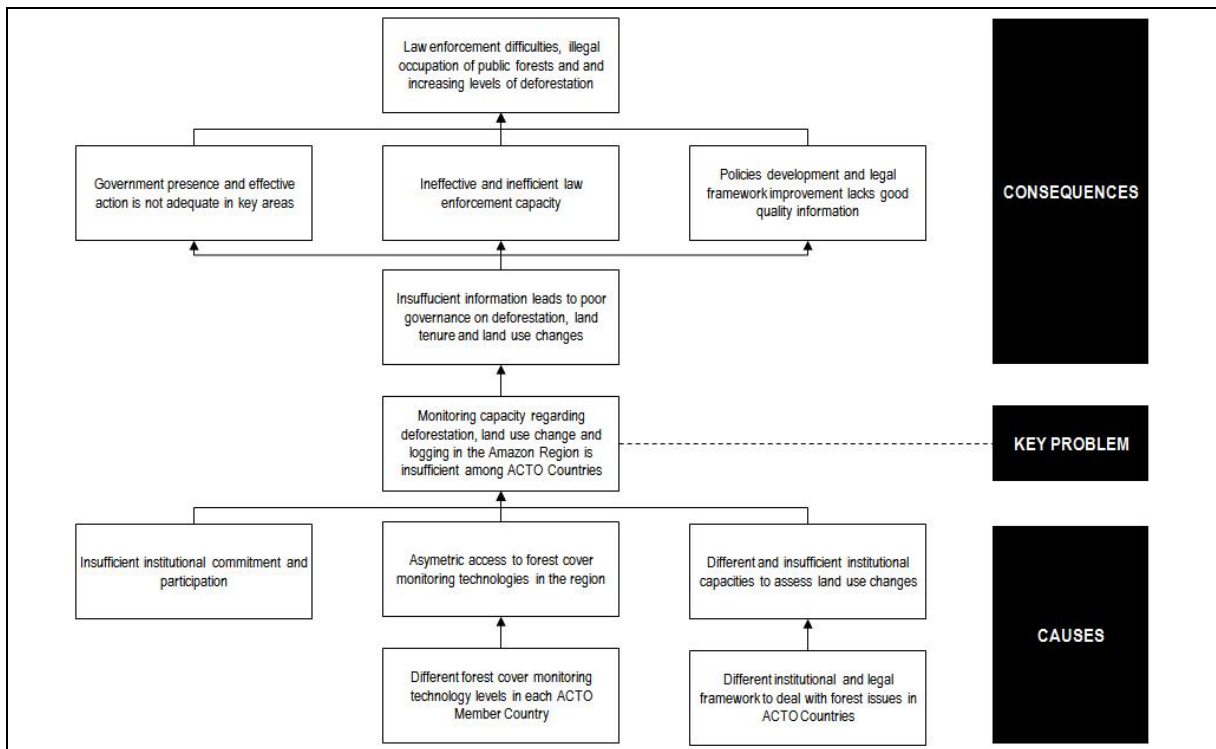 Law enforcement difficulties, illegal
occupation of public forests and and
increasing levels of deforestation
Government presence and effective
action is not adequate in key areas
Ineffective and inefficient law
enforcement capacity
Policies development and legal
framework improvement lacks good
quality information
CONSEQUENCES
Insuffucient information leads to poor
governance on deforestation, land
tenure and land use changes
Monitoring capacity regarding
deforestation, land use change and
logging in the Amazon Region is
insufficient among ACTO Countries
KEY PROBLEM
Insufficient institutional commitment and
participation
Asymetric access to forest cover
monitoring technologies in the region
Different and insufficient institutional
capacities to assess land use changes
CAUSES
Different forest cover monitoring
technology levels in each ACTO
Member Country
Different institutional and legal
framework to deal with forest issues in
ACTO Countries